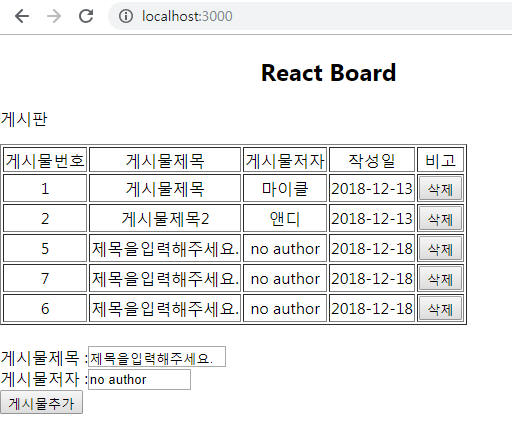 localhost:3000
React Board
게시판
게시물번호 게시물제목 게시물저자 작성일 비고
1 게시물제목 마이클 2018-12-13 삭제
2 게시물제목2 앤디 2018-12-13 삭제
5 제목을입력해주세요. no author 2018-12-18 삭제
7 제목을입력해주세요. no author 2018-12-18 삭제
6 제목을입력해주세요. no author 2018-12-18 삭제
게시물제목 :제목을입력해주세요.
게시물저자 :no author
게시물추가